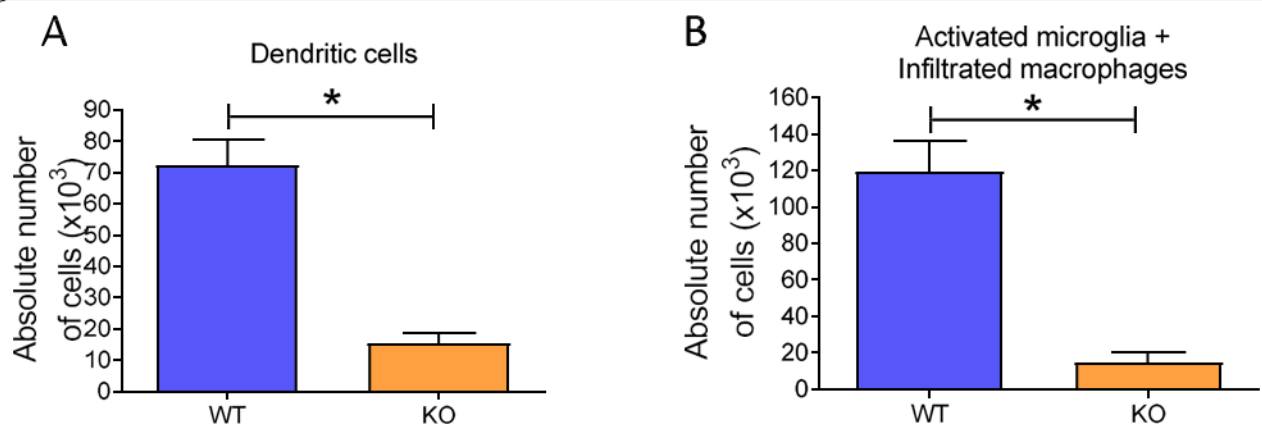 A
Dendritic cells
*
Absolute number
of cells (x10³)
90
80
70
60
50
40
30
20
10
0
WT
KO
B
Activated microglia +
Infiltrated macrophages
*
Absolute number
of cells (x10³)
160
140
120
100
80
60
40
20
0
WT
KO